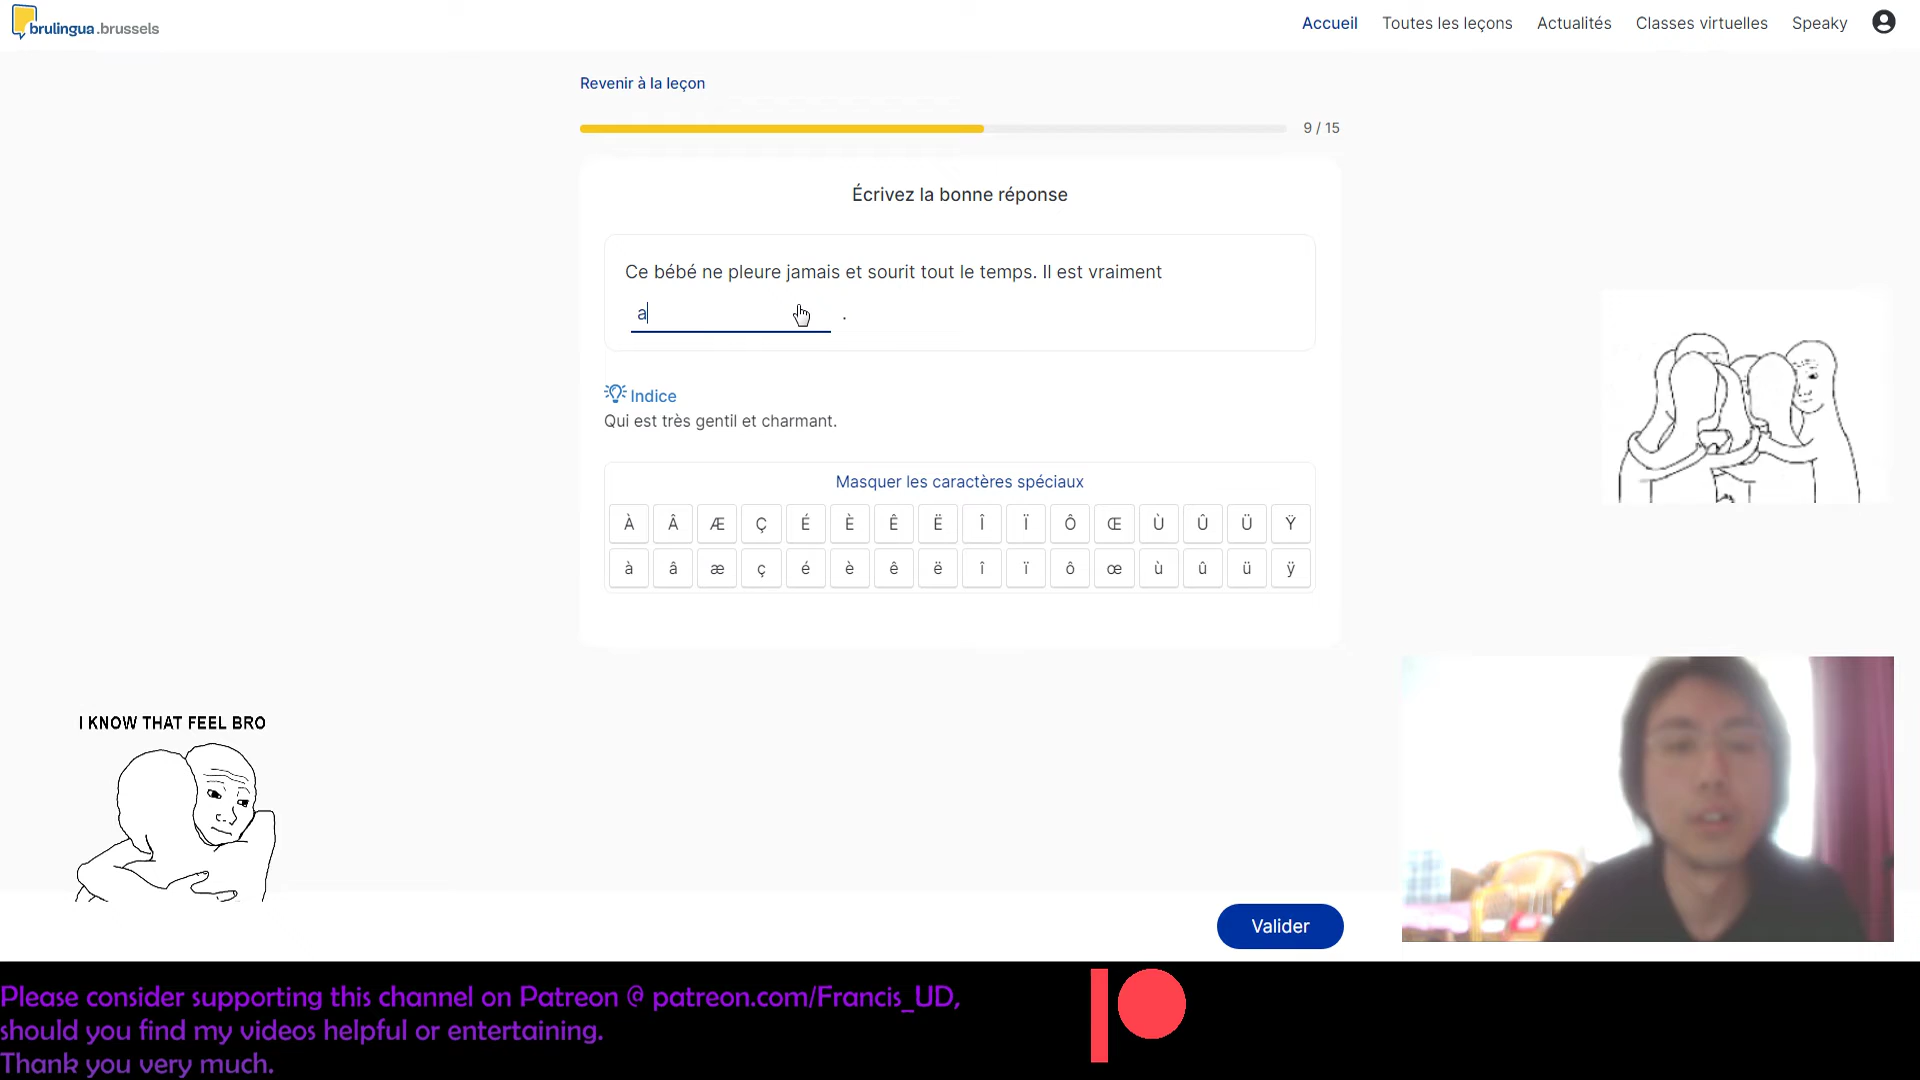 brulingua.brussels
Accueil
Toutes les leçons
Actualités
Classes virtuelles
Speaky
Revenir à la leçon
9 / 15
Écrivez la bonne réponse
Ce bébé ne pleure jamais et sourit tout le temps. Il est vraiment
a .
Indice
Qui est très gentil et charmant.
Masquer les caractères spéciaux
À Â Æ Ç É È Ê Ë Î Ï Ô Œ Ù Û Ü Ÿ
à â æ ç é è ê ë î ï ô œ ù û ü ÿ
I KNOW THAT FEEL BRO
Valider
Please consider supporting this channel on Patreon @ patreon.com/Francis_UD,
should you find my videos helpful or entertaining.
Thank you very much.